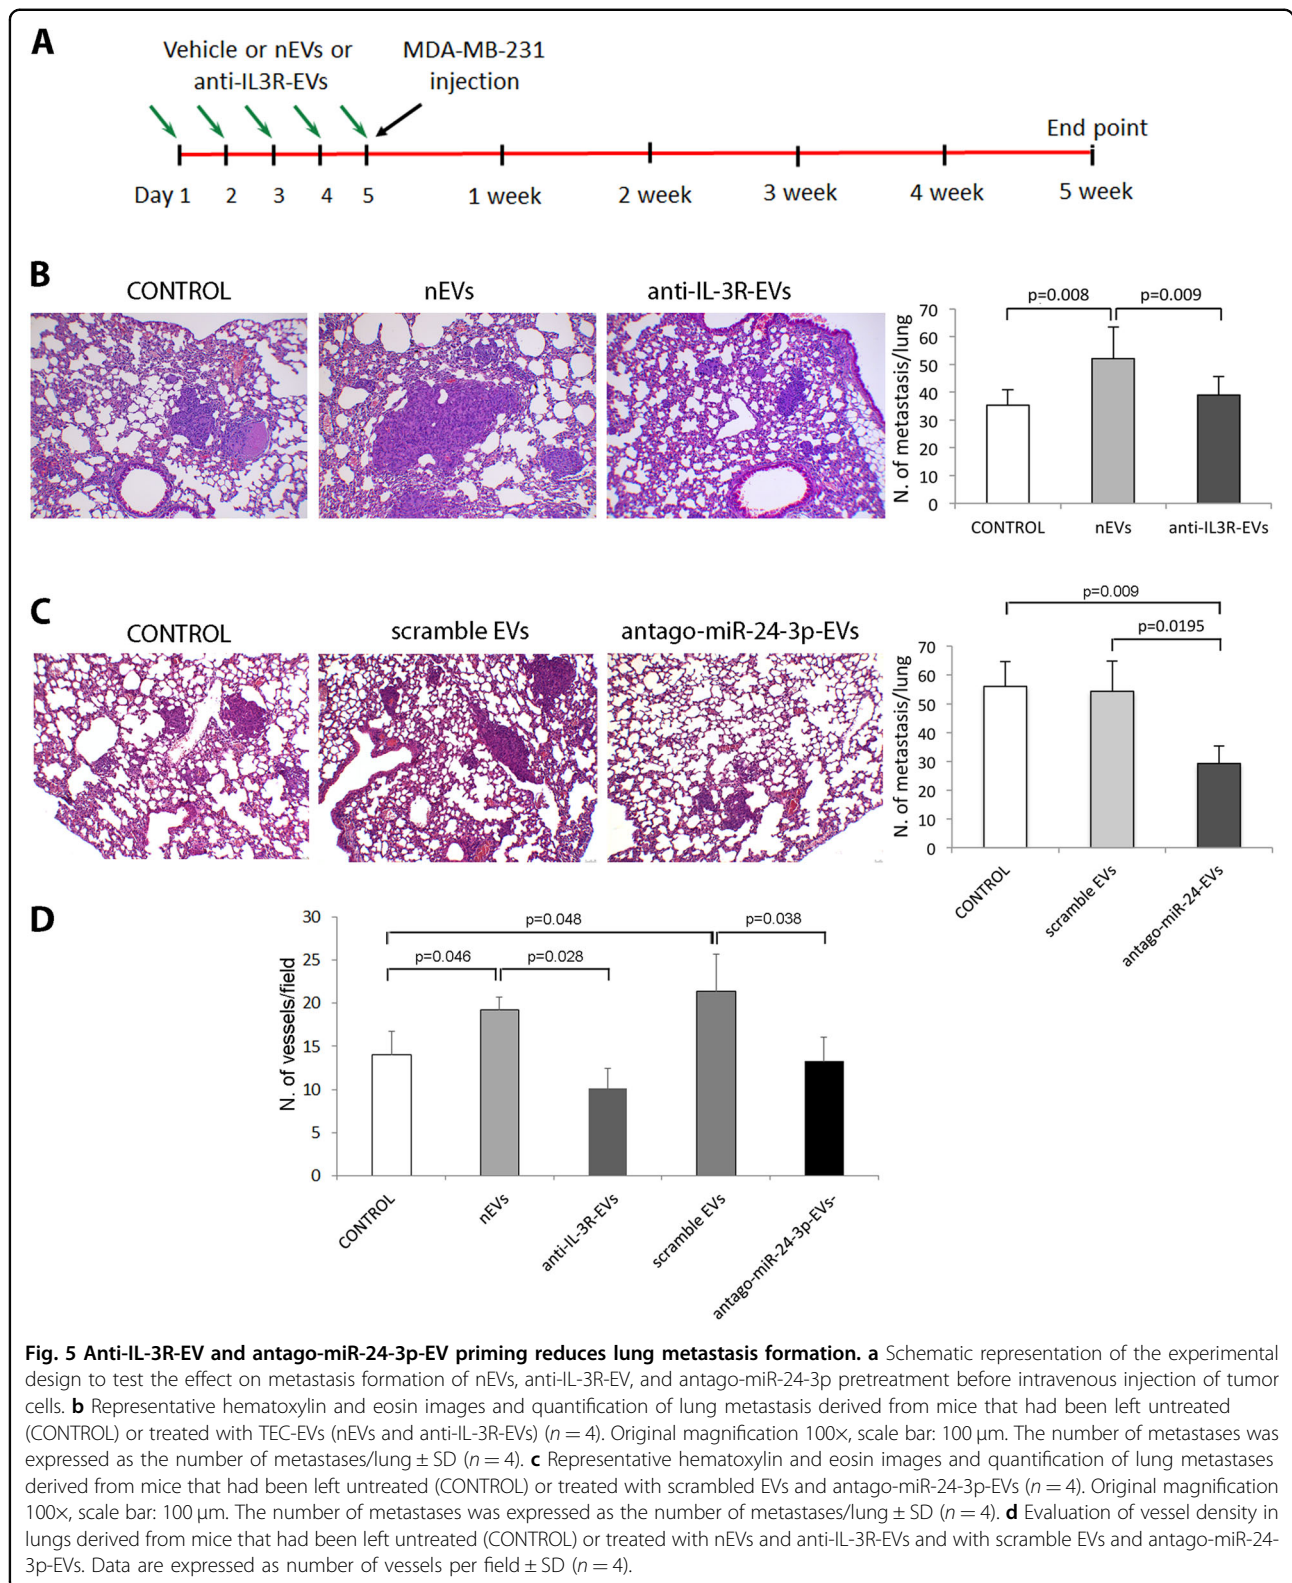 A
Vehicle or nEVs or
anti-IL3R-EVs
MDA-MB-231
injection
End point
Day 1 2 3 4 5 1 week 2 week 3 week 4 week 5 week
B
CONTROL nEVs anti-IL-3R-EVs
p=0.008 p=0.009
N. of metastasis/lung
70
60
50
40
30
20
10
0
CONTROL nEVs anti-IL3R-EVs
C
CONTROL scramble EVs antago-miR-24-3p-EVs
p=0.009
p=0.0195
N. of metastasis/lung
70
60
50
40
30
20
10
0
CONTROL
scramble EVs
antago-miR-24-EVs
D
p=0.048 p=0.038
p=0.046 p=0.028
N. of vessels/field
30
25
20
15
10
5
0
CONTROL
nEVs
anti-IL-3R-EVs
scramble EVs
antago-miR-24-3p-EVs-
Fig. 5 Anti-IL-3R-EV and antago-miR-24-3p-EV priming reduces lung metastasis formation. a Schematic representation of the experimental
design to test the effect on metastasis formation of nEVs, anti-IL-3R-EV, and antago-miR-24-3p pretreatment before intravenous injection of tumor
cells. b Representative hematoxylin and eosin images and quantification of lung metastasis derived from mice that had been left untreated
(CONTROL) or treated with TEC-EVs (nEVs and anti-IL-3R-EVs) (n = 4). Original magnification 100×, scale bar: 100 μm. The number of metastases was
expressed as the number of metastases/lung ± SD (n = 4). c Representative hematoxylin and eosin images and quantification of lung metastases
derived from mice that had been left untreated (CONTROL) or treated with scrambled EVs and antago-miR-24-3p-EVs (n = 4). Original magnification
100×, scale bar: 100 μm. The number of metastases was expressed as the number of metastases/lung ± SD (n = 4). d Evaluation of vessel density in
lungs derived from mice that had been left untreated (CONTROL) or treated with nEVs and anti-IL-3R-EVs and with scramble EVs and antago-miR-24-
3p-EVs. Data are expressed as number of vessels per field ± SD (n = 4).